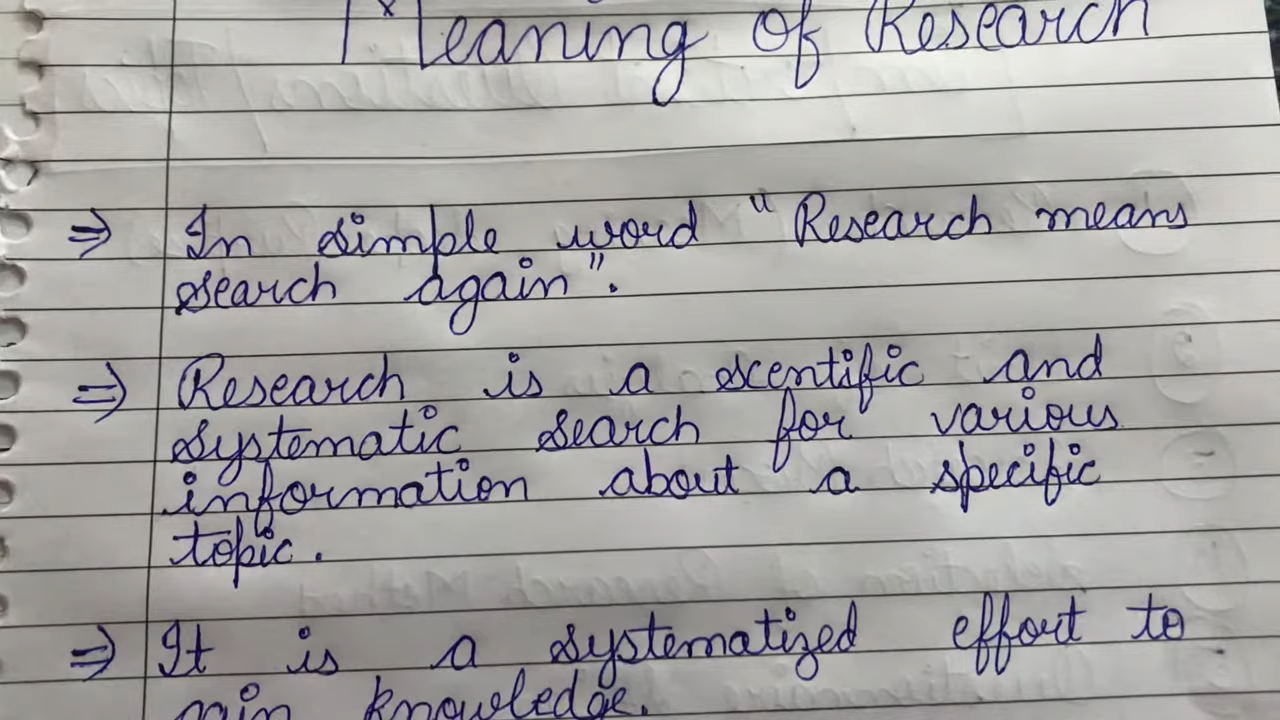 Meaning of Research
⇒ In simple word "Research means
search again".
⇒ Research is a scentific and
systematic search for various
information about a specific
topic.
⇒ It is a systematized effort to
gain knowledge.